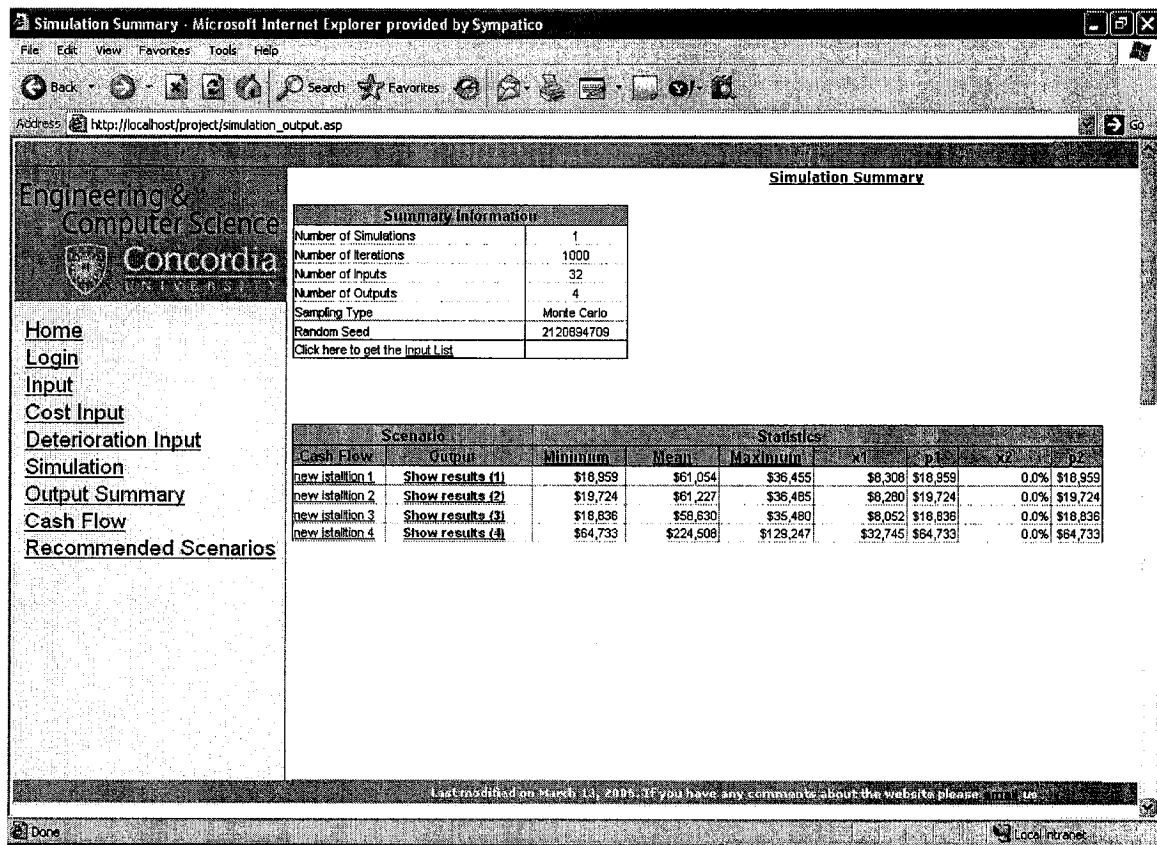 Simulation Summary - Microsoft Internet Explorer provided by Sympatico
File Edit View Favorites Tools Help
Back Search Favorites
Address http://localhost/project/simulation_output.asp Go
Engineering &
Computer Science
Concordia
UNIVERSITY
Home
Login
Input
Cost Input
Deterioration Input
Simulation
Output Summary
Cash Flow
Recommended Scenarios
Simulation Summary
Summary Information
Number of Simulations 1
Number of Iterations 1000
Number of Inputs 32
Number of Outputs 4
Sampling Type Monte Carlo
Random Seed 2120894709
Click here to get the Input List
Scenario Statistics
Cash Flow Output Minimum Mean Maximum x1 p1 x2 p2
new istalltion 1 Show results (1) $18,959 $61,054 $36,455 $8,308 $18,959 0.0% $18,959
new istalltion 2 Show results (2) $19,724 $61,227 $36,485 $8,280 $19,724 0.0% $19,724
new istalltion 3 Show results (3) $18,836 $58,630 $35,480 $8,052 $18,836 0.0% $18,836
new istalltion 4 Show results (4) $64,733 $224,508 $129,247 $32,745 $64,733 0.0% $64,733
Last modified on March 13, 2006. If you have any comments about the website please email us
Done Local intranet